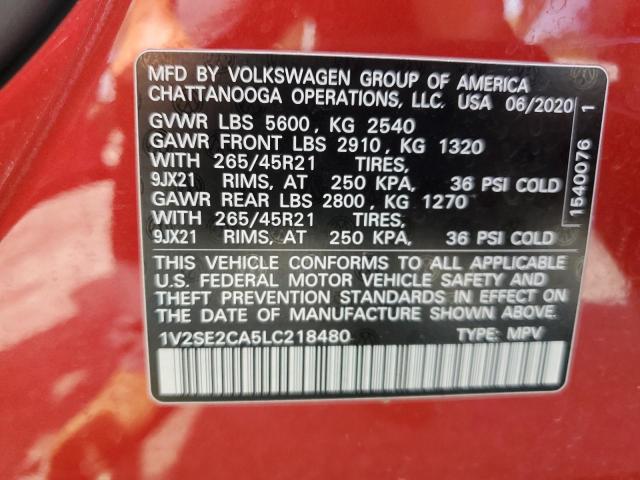 MFD BY VOLKSWAGEN GROUP OF AMERICA
CHATTANOOGA OPERATIONS, LLC. USA 06/2020
GVWR LBS 5600, KG 2540
GAWR FRONT LBS 2910, KG 1320
WITH 265/45R21 TIRES,
9JX21 RIMS, AT 250 KPA, 36 PSI COLD
GAWR REAR LBS 2800, KG 1270
WITH 265/45R21 TIRES,
9JX21 RIMS, AT 250 KPA, 36 PSI COLD
THIS VEHICLE CONFORMS TO ALL APPLICABLE
U.S. FEDERAL MOTOR VEHICLE SAFETY AND
THEFT PREVENTION STANDARDS IN EFFECT ON
THE DATE OF MANUFACTURE SHOWN ABOVE.
1V2SE2CA5LC218480 TYPE: MPV
1540076 1